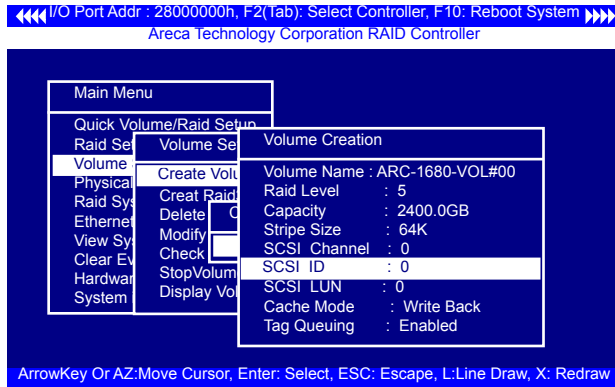 I/O Port Addr : 28000000h, F2(Tab): Select Controller, F10: Reboot System
Areca Technology Corporation RAID Controller
Main Menu
Quick Volume/Raid Setup
Raid Set
Volume
Physical
Raid Sys
Ethernet
View Sy
Clear Ev
Hardwar
System
Volume Se
Create Volu
Creat Raid
Delete
Modify
Check
StopVolum
Display Vol
C
Volume Creation
Volume Name : ARC-1680-VOL#00
Raid Level : 5
Capacity : 2400.0GB
Stripe Size : 64K
SCSI Channel : 0
SCSI ID : 0
SCSI LUN : 0
Cache Mode : Write Back
Tag Queuing : Enabled
ArrowKey Or AZ:Move Cursor, Enter: Select, ESC: Escape, L:Line Draw, X: Redraw